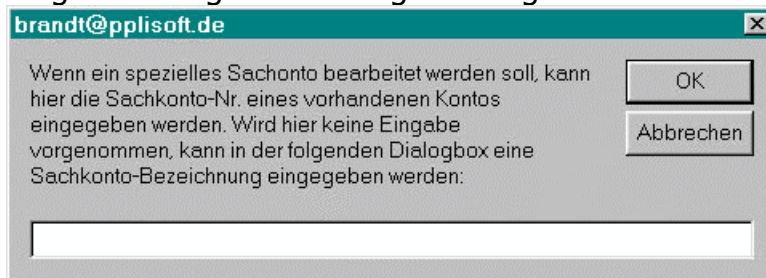 brandt@pplisoft.de
Wenn ein spezielles Sachonto bearbeitet werden soll, kann
hier die Sachkonto-Nr. eines vorhandenen Kontos
eingegeben werden. Wird hier keine Eingabe
vorgenommen, kann in der folgenden Dialogbox eine
Sachkonto-Bezeichnung eingegeben werden:
OK
Abbrechen